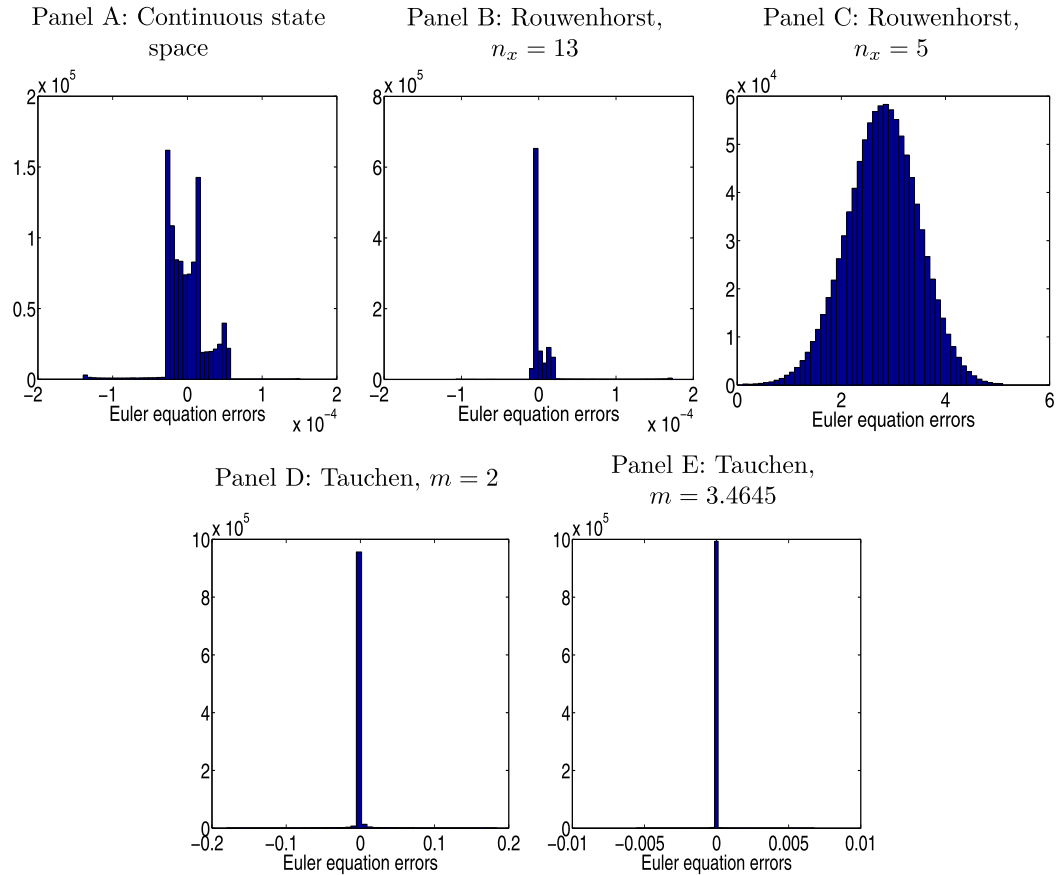 Panel A: Continuous state
space
Panel B: Rouwenhorst,
n_x = 13
Panel C: Rouwenhorst,
n_x = 5
x 10^5
2
1.5
1
0.5
0
−2 −1 0 1 2
Euler equation errors
x 10^−4
x 10^5
8
6
4
2
0
−2 −1 0 1 2
Euler equation errors
x 10^−4
x 10^4
6
5
4
3
2
1
0
0 2 4 6
Euler equation errors
Panel D: Tauchen, m = 2
Panel E: Tauchen,
m = 3.4645
x 10^5
10
8
6
4
2
0
−0.2 −0.1 0 0.1 0.2
Euler equation errors
x 10^5
10
8
6
4
2
0
−0.01 −0.005 0 0.005 0.01
Euler equation errors